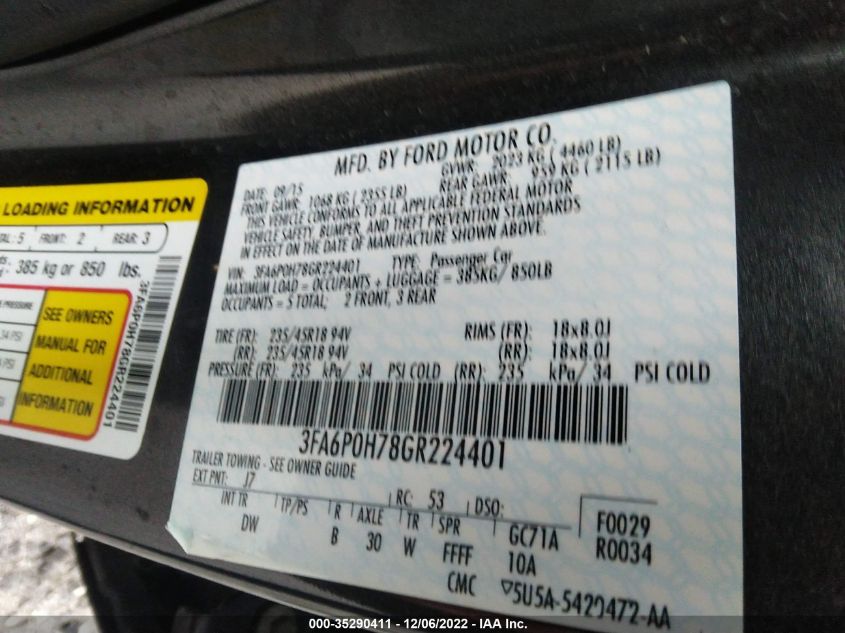 LOADING INFORMATION
TAL: 5 FRONT: 2 REAR: 3
385 kg or 850 lbs.
PRESSURE
34 PSI
PSI
SEE OWNERS
MANUAL FOR
ADDITIONAL
INFORMATION
3FA6P0H78GR224401
MFD. BY FORD MOTOR CO.
DATE: 09/15 GVWR: 2023 KG ( 4460 LB)
FRONT GAWR: 1068 KG ( 2355 LB) REAR GAWR: 959 KG ( 2115 LB)
THIS VEHICLE CONFORMS TO ALL APPLICABLE FEDERAL MOTOR
VEHICLE SAFETY, BUMPER, AND THEFT PREVENTION STANDARDS
IN EFFECT ON THE DATE OF MANUFACTURE SHOWN ABOVE.
VIN: 3FA6P0H78GR224401 TYPE: Passenger Car
MAXIMUM LOAD = OCCUPANTS + LUGGAGE = 385KG/ 850LB
OCCUPANTS = 5 TOTAL; 2 FRONT, 3 REAR
TIRE (FR): 235/45R18 94V RIMS (FR): 18x8.0J
(RR): 235/45R18 94V (RR): 18x8.0J
PRESSURE (FR): 235 kPa/ 34 PSI COLD (RR): 235 kPa/ 34 PSI COLD
3FA6P0H78GR224401
TRAILER TOWING - SEE OWNER GUIDE
EXT PNT: J7 RC: 53 DSO: F0029
INT TR TP/PS R AXLE TR SPR GC71A R0034
DW B 30 W FFFF 10A
CMC 5U5A-5420472-AA
000-35290411 - 12/06/2022 - IAA Inc.